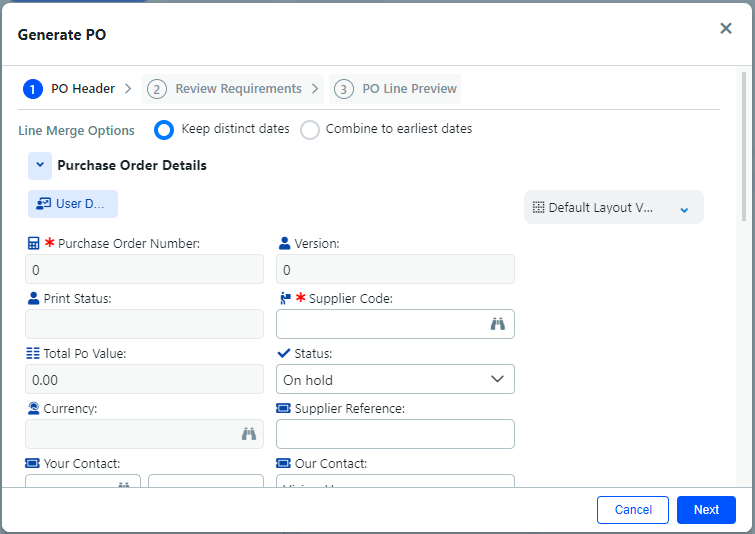 Generate PO
1 PO Header
2 Review Requirements
3 PO Line Preview
Line Merge Options Keep distinct dates Combine to earliest dates
Purchase Order Details
User D...
Default Layout V...
* Purchase Order Number: Version:
0 0
Print Status: * Supplier Code:
Total Po Value: Status:
0.00 On hold
Currency: Supplier Reference:
Your Contact: Our Contact:
Cancel Next